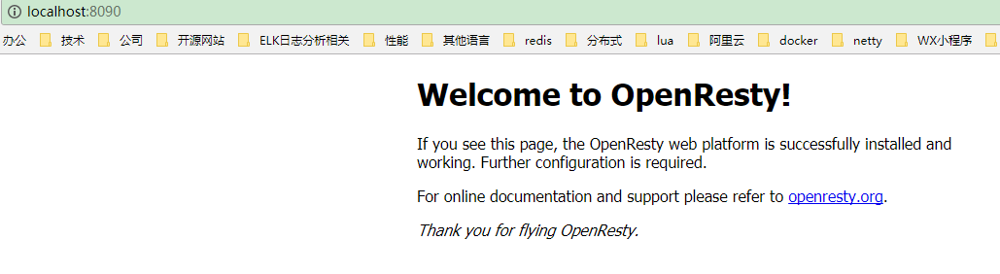 localhost:8090
办公 技术 公司 开源网站 ELK日志分析相关 性能 其他语言 redis 分布式 lua 阿里云 docker netty WX小程序
Welcome to OpenResty!
If you see this page, the OpenResty web platform is successfully installed and
working. Further configuration is required.
For online documentation and support please refer to openresty.org.
Thank you for flying OpenResty.